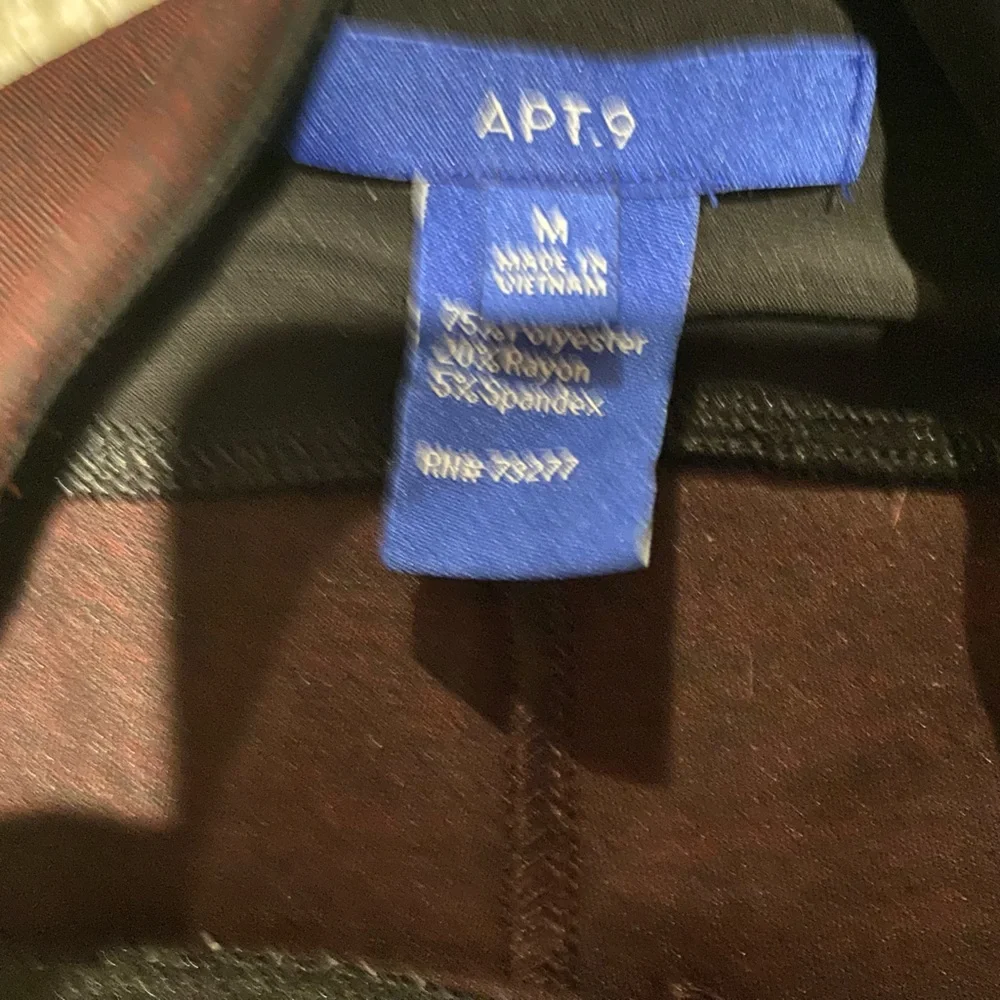 APT.9
M
MADE IN
VIETNAM
75% Polyester
20% Rayon
5% Spandex
RN# 73277